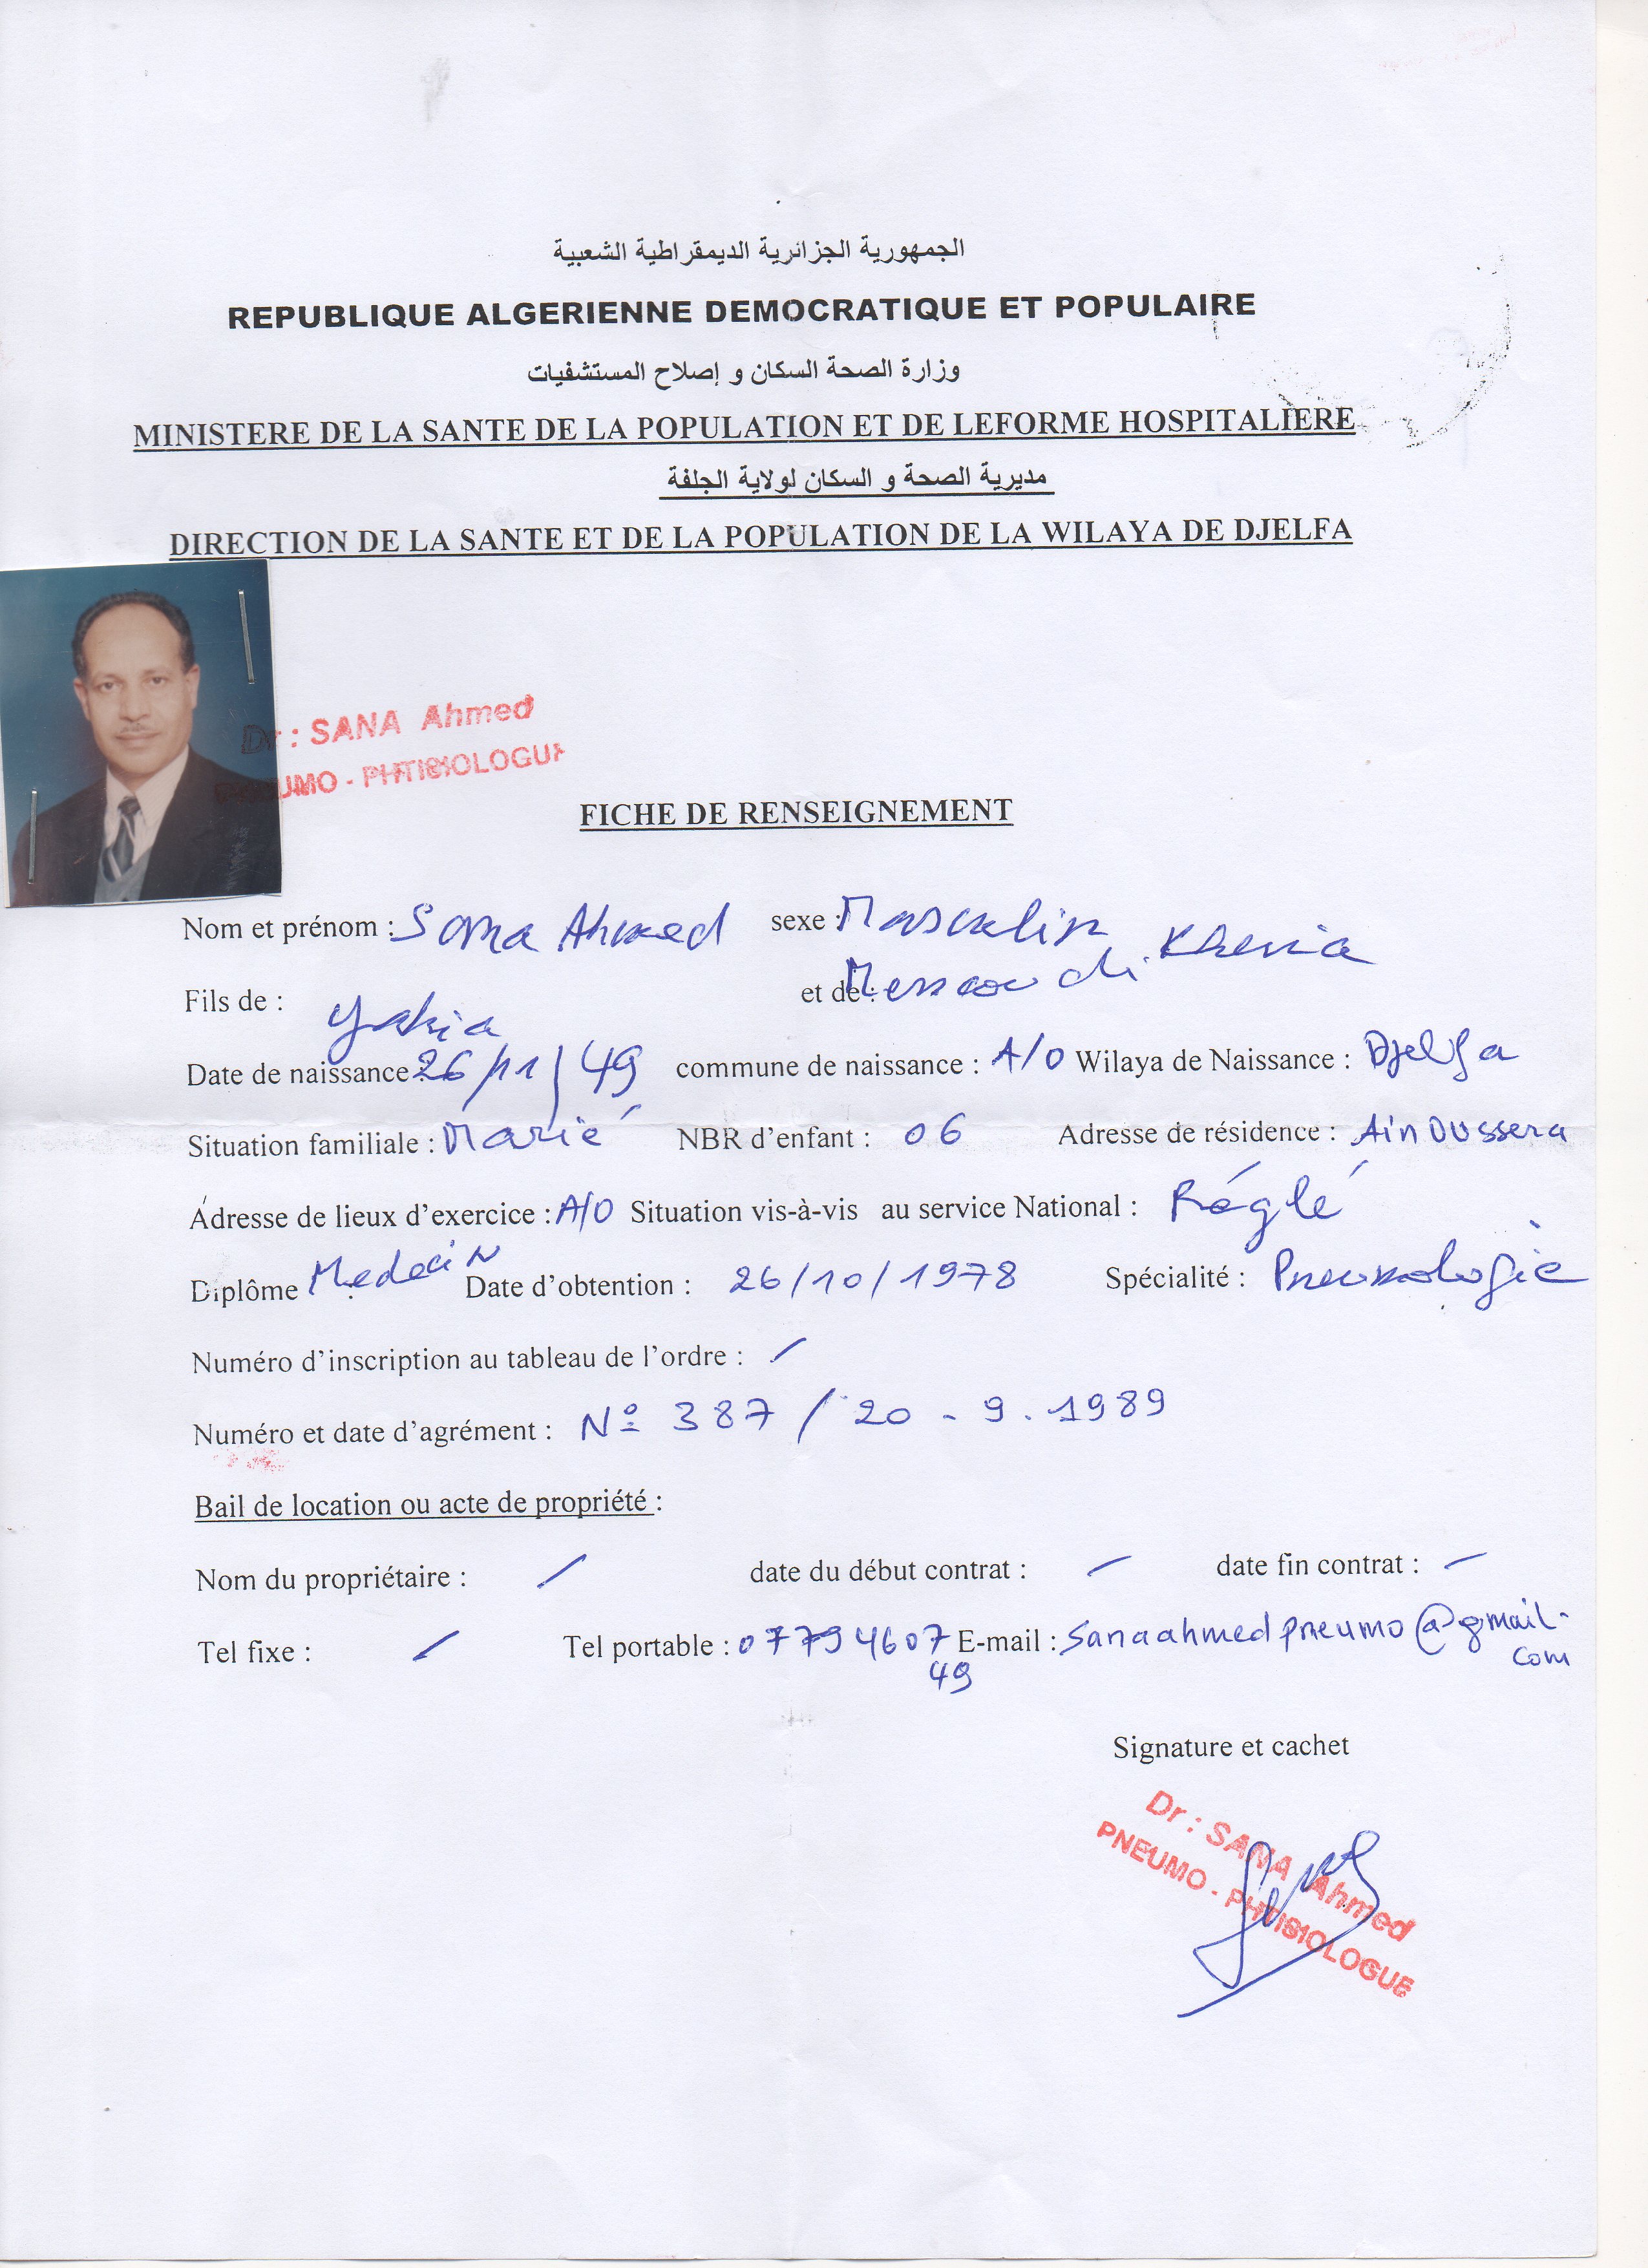 الجمهورية الجزائرية الديمقراطية الشعبية
REPUBLIQUE ALGERIENNE DEMOCRATIQUE ET POPULAIRE
وزارة الصحة السكان و إصلاح المستشفيات
MINISTERE DE LA SANTE DE LA POPULATION ET DE LEFORME HOSPITALIERE
مديرية الصحة و السكان لولاية الجلفة
DIRECTION DE LA SANTE ET DE LA POPULATION DE LA WILAYA DE DJELFA
Dr : SANA Ahmed
PNEUMO - PHTISIOLOGUE
FICHE DE RENSEIGNEMENT
Nom et prénom : Sana Ahmed sexe : Masculin
Fils de : Yahia et de : Messaoudi
Date de naissance : 26/11/49 commune de naissance : A/O Wilaya de Naissance : Djelfa
Situation familiale : Marié NBR d’enfant : 06 Adresse de résidence : Ain Oussera
Adresse de lieux d’exercice : A/O Situation vis-à-vis au service National : Réglé
Diplôme Medecin Date d’obtention : 26/10/1978 Spécialité : Pneumologie
Numéro d’inscription au tableau de l’ordre : /
Numéro et date d’agrément : N° 387 / 20 - 9 . 1989
Bail de location ou acte de propriété :
Nom du propriétaire : / date du début contrat : / date fin contrat : /
Tel fixe : / Tel portable : 0779460749 E-mail : sanaahmedpneumo@gmail.com
Signature et cachet
Dr : SANA Ahmed
PNEUMO - PHTISIOLOGUE